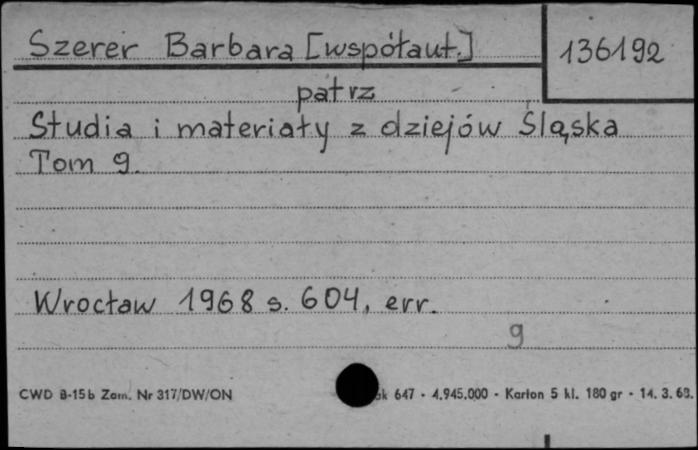 Szerer Barbara [współaut.]
136192
patrz
Studia i materiały z dziejów Śląska
Tom 9.
Wrocław 1968 s. 604, err.
9
CWD B-15b Zam. Nr 317/DW/ON
647 - 4.945.000 - Karton 5 kl. 180 gr - 14. 3. 68.